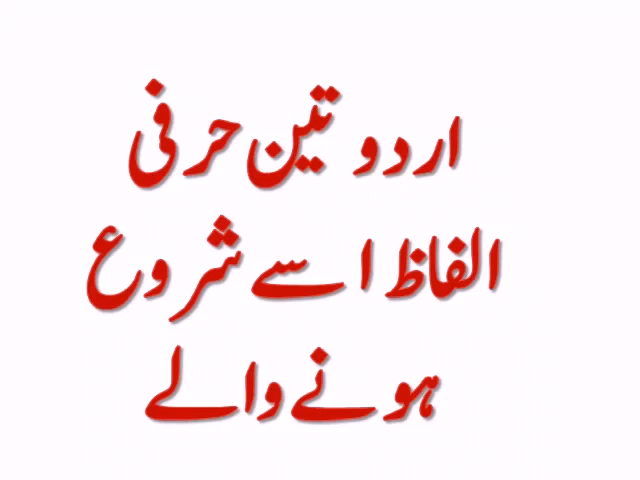 اردو تین حرفی
الفاظ ا سے شروع
ہونے والے